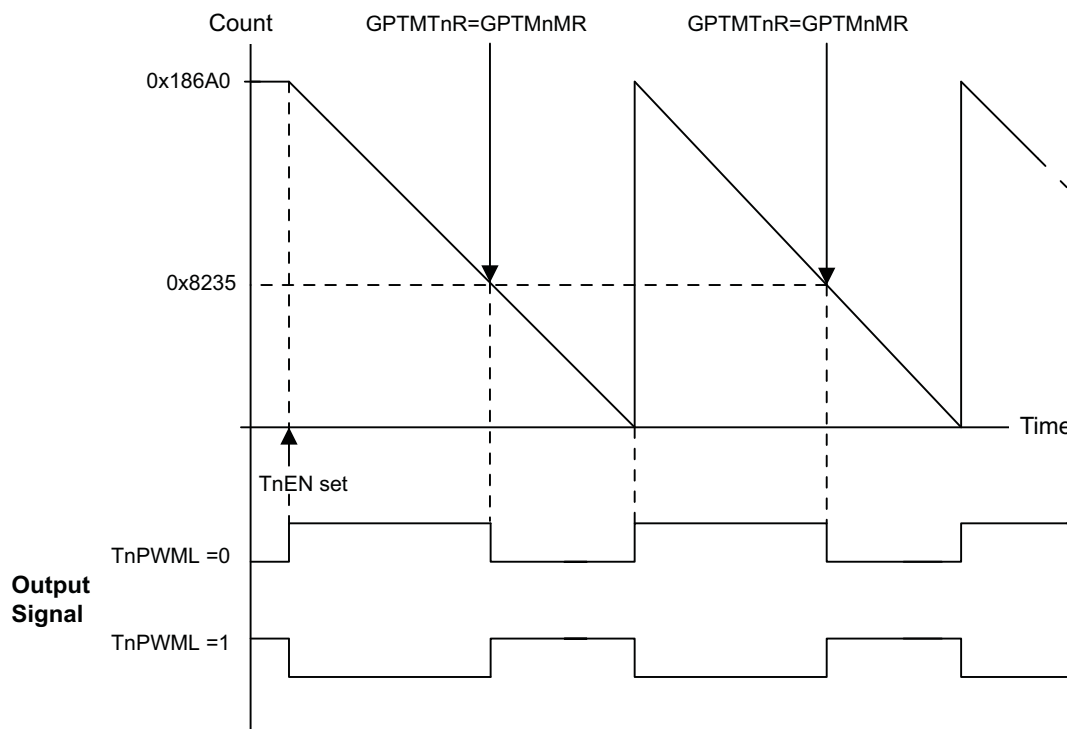 Count
GPTMTnR=GPTMnMR
GPTMTnR=GPTMnMR
0x186A0
0x8235
Time
TnEN set
TnPWML =0
Output
Signal
TnPWML =1